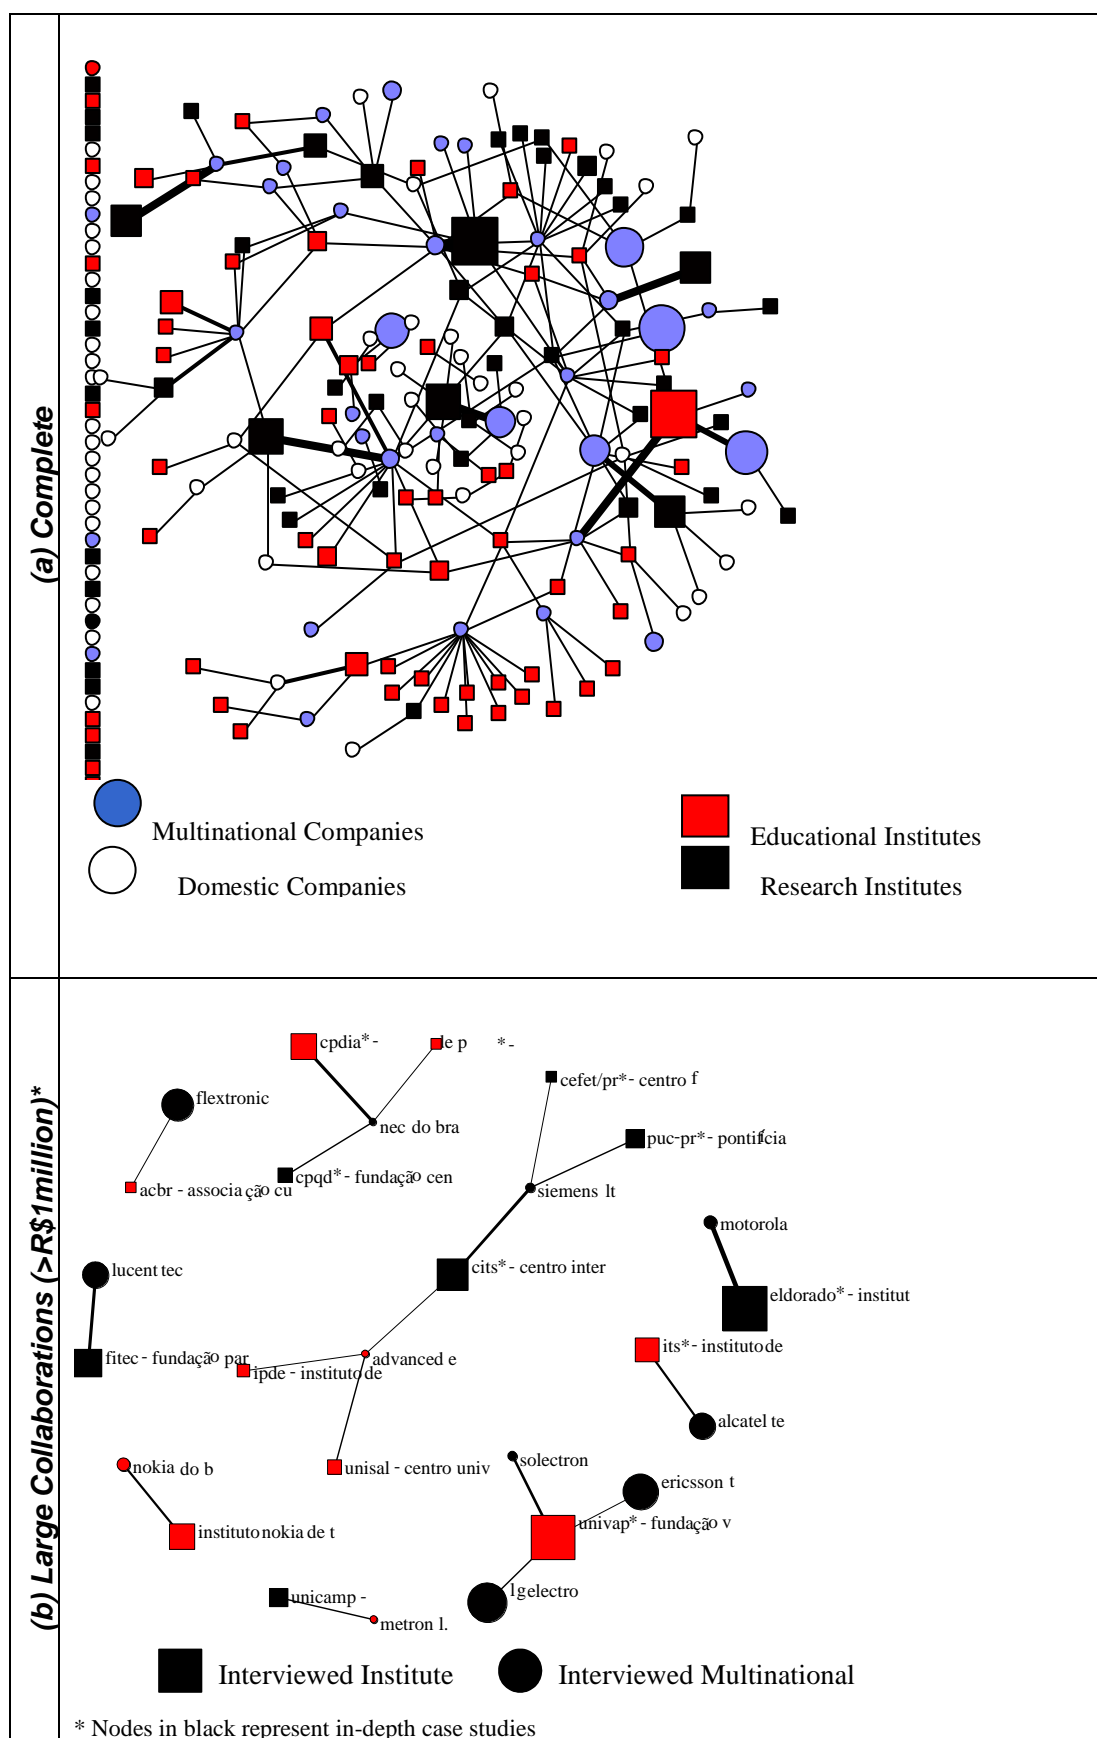 (a) Complete
Multinational Companies
Educational Institutes
Domestic Companies
Research Institutes
(b) Large Collaborations (>R$1million)*
cpdia* -
de p *-
cefet/pr* - centro f
flextronic
nec do bra
puc-pr* - pontifícia
cpqd* - fundação cen
acbr - associação cu
siemens lt
motorola
lucent tec
cits* - centro inter
eldorado* - institut
its* - instituto de
fitec - fundação par
advanced e
ipde - instituto de
alcatel te
solectron
nokia do b
unisal - centro univ
ericsson t
univap* - fundação v
instituto nokia de t
lg electro
unicamp -
metron l.
Interviewed Institute
Interviewed Multinational
* Nodes in black represent in-depth case studies